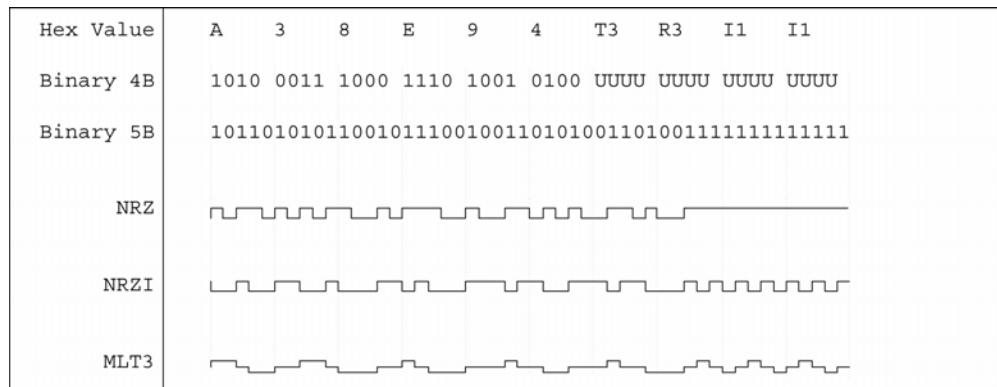 Hex Value A 3 8 E 9 4 T3 R3 I1 I1
Binary 4B 1010 0011 1000 1110 1001 0100 UUUU UUUU UUUU UUUU
Binary 5B 10110101011001011100100110101001101001111111111111
NRZ
NRZI
MLT3